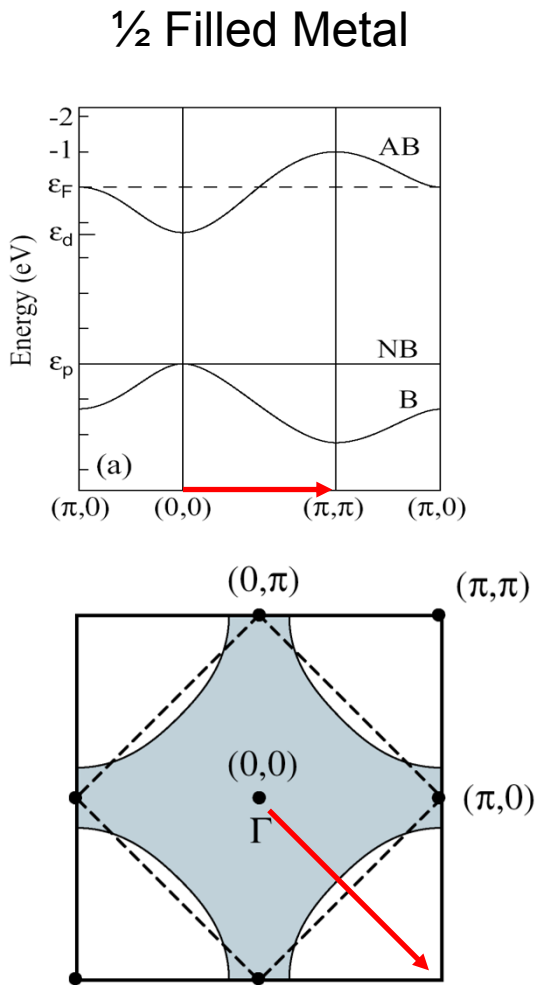 ½ Filled Metal
-2
-1
AB
εF
εd
Energy (eV)
NB
εp
B
(a)
(π,0) (0,0) (π,π) (π,0)
(0,π) (π,π)
(0,0) (π,0)
Γ